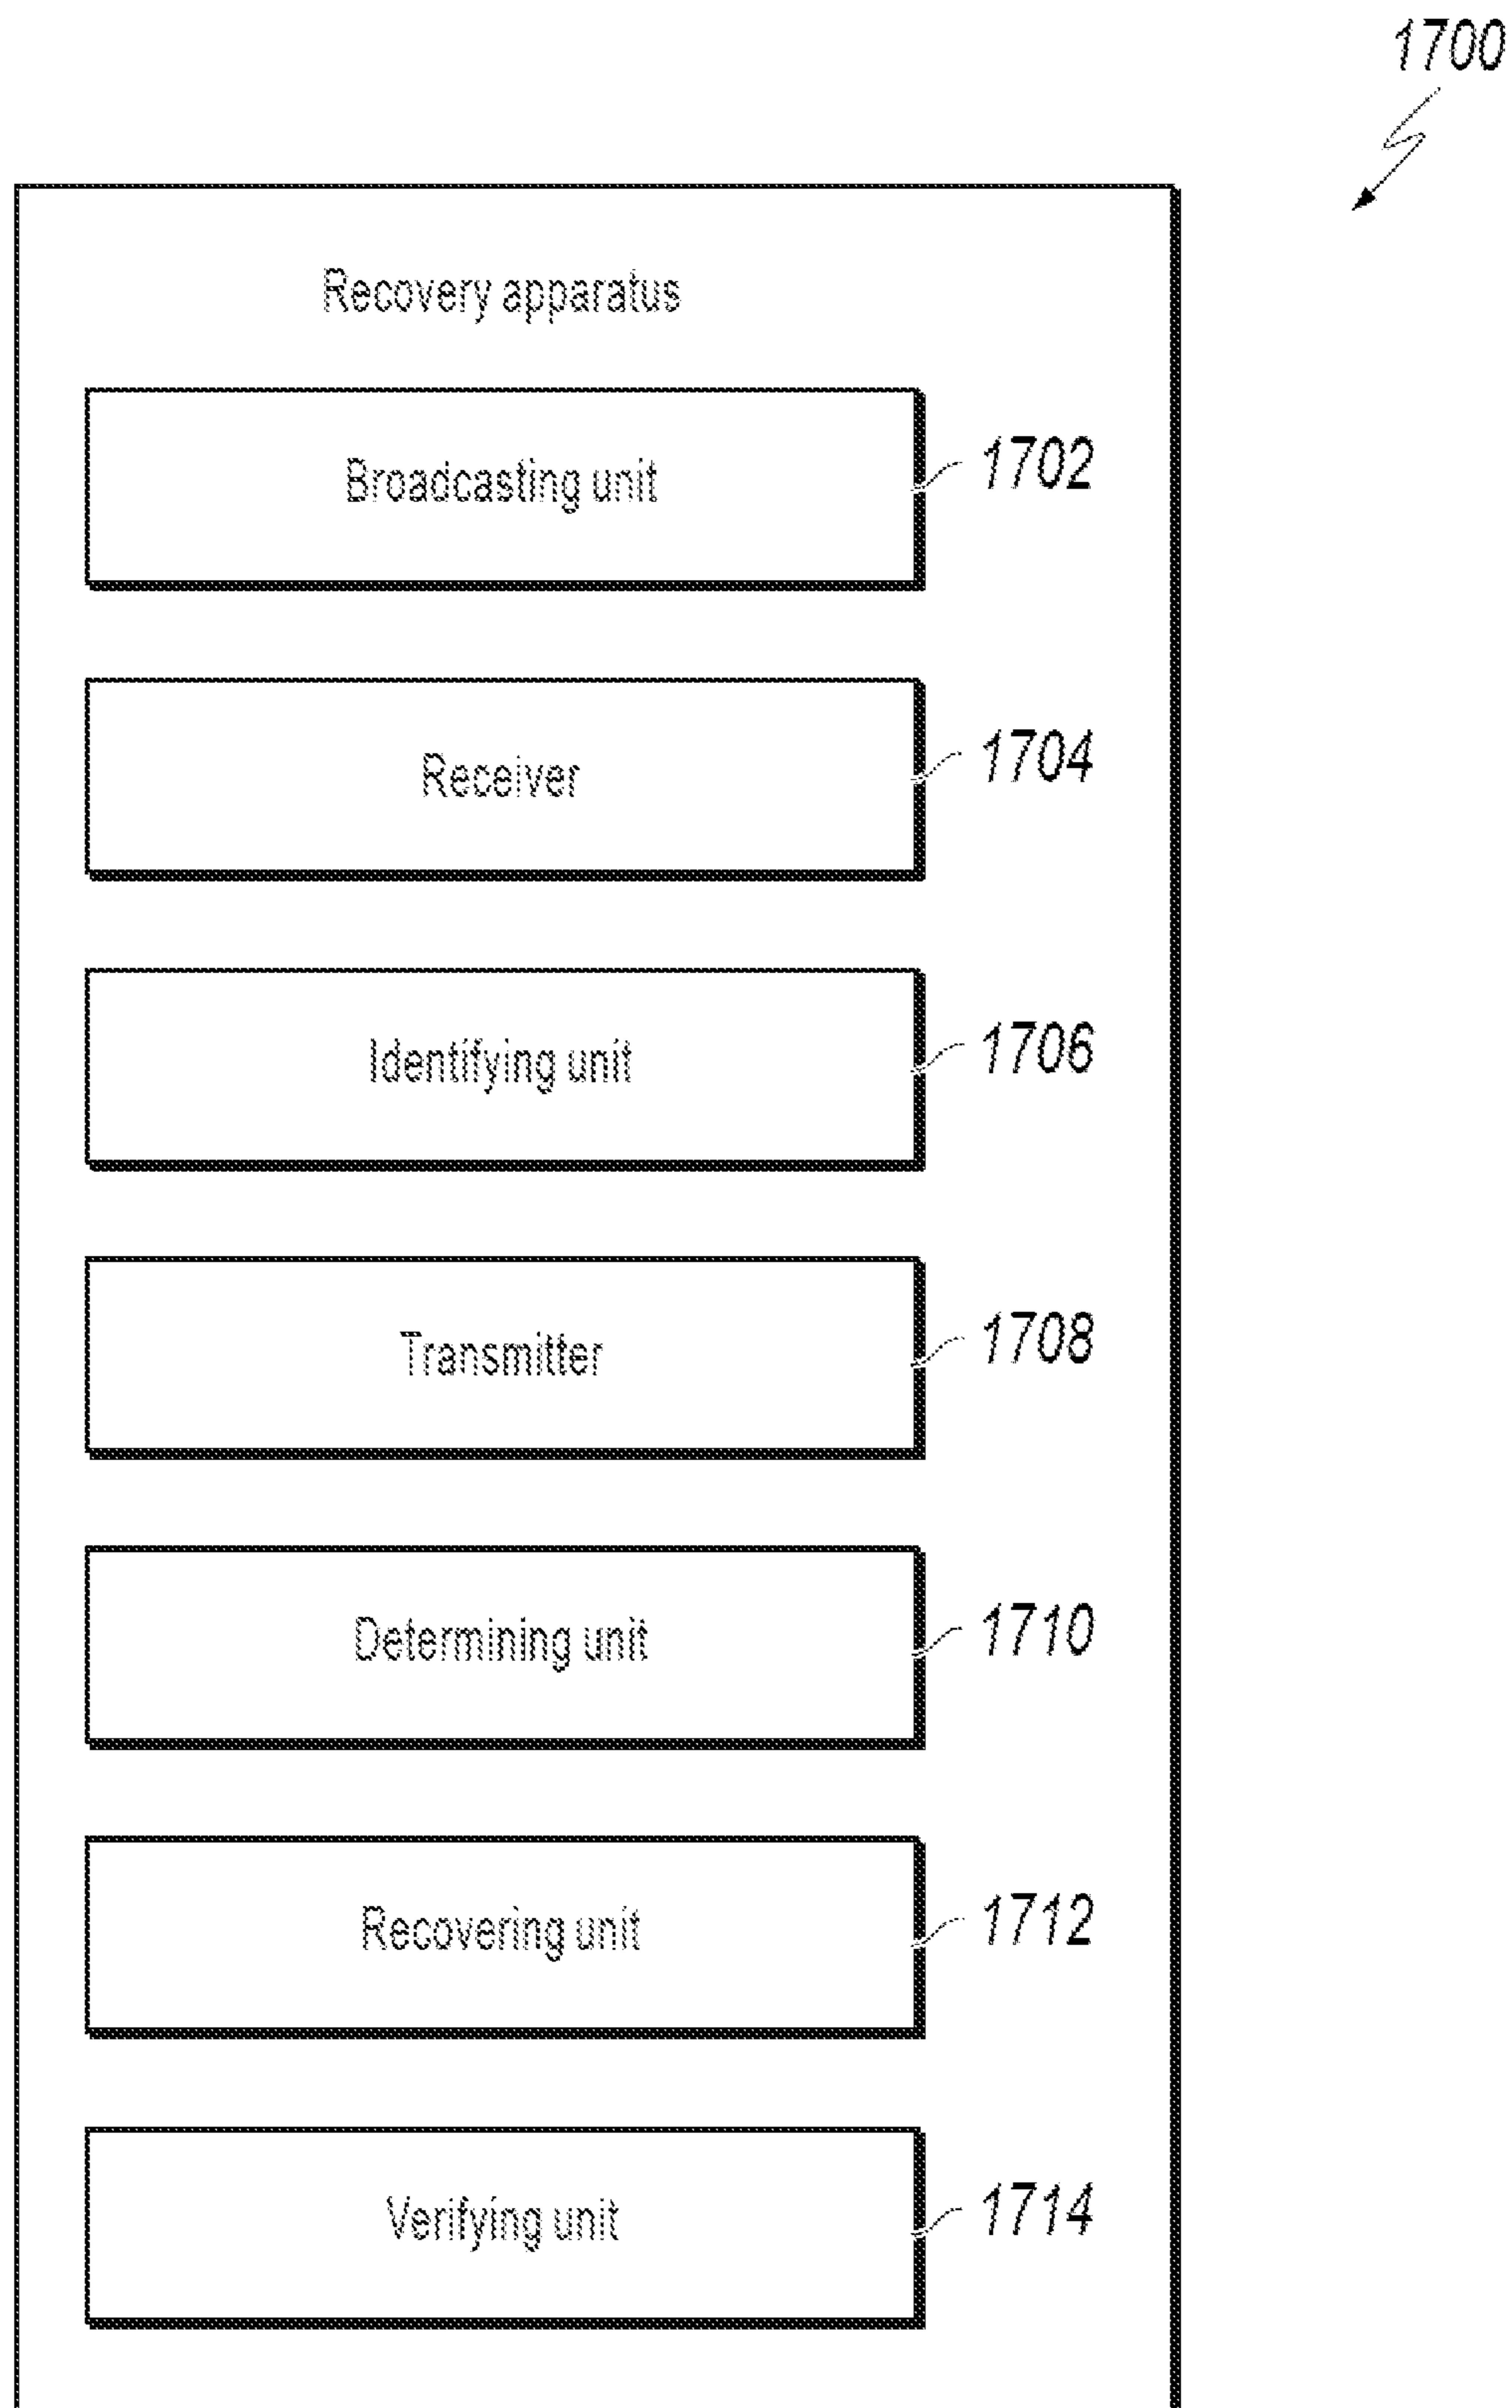 1700
Recovery apparatus
Broadcasting unit
1702
Receiver
1704
Identifying unit
1706
Transmitter
1708
Determining unit
1710
Recovering unit
1712
Verifying unit
1714